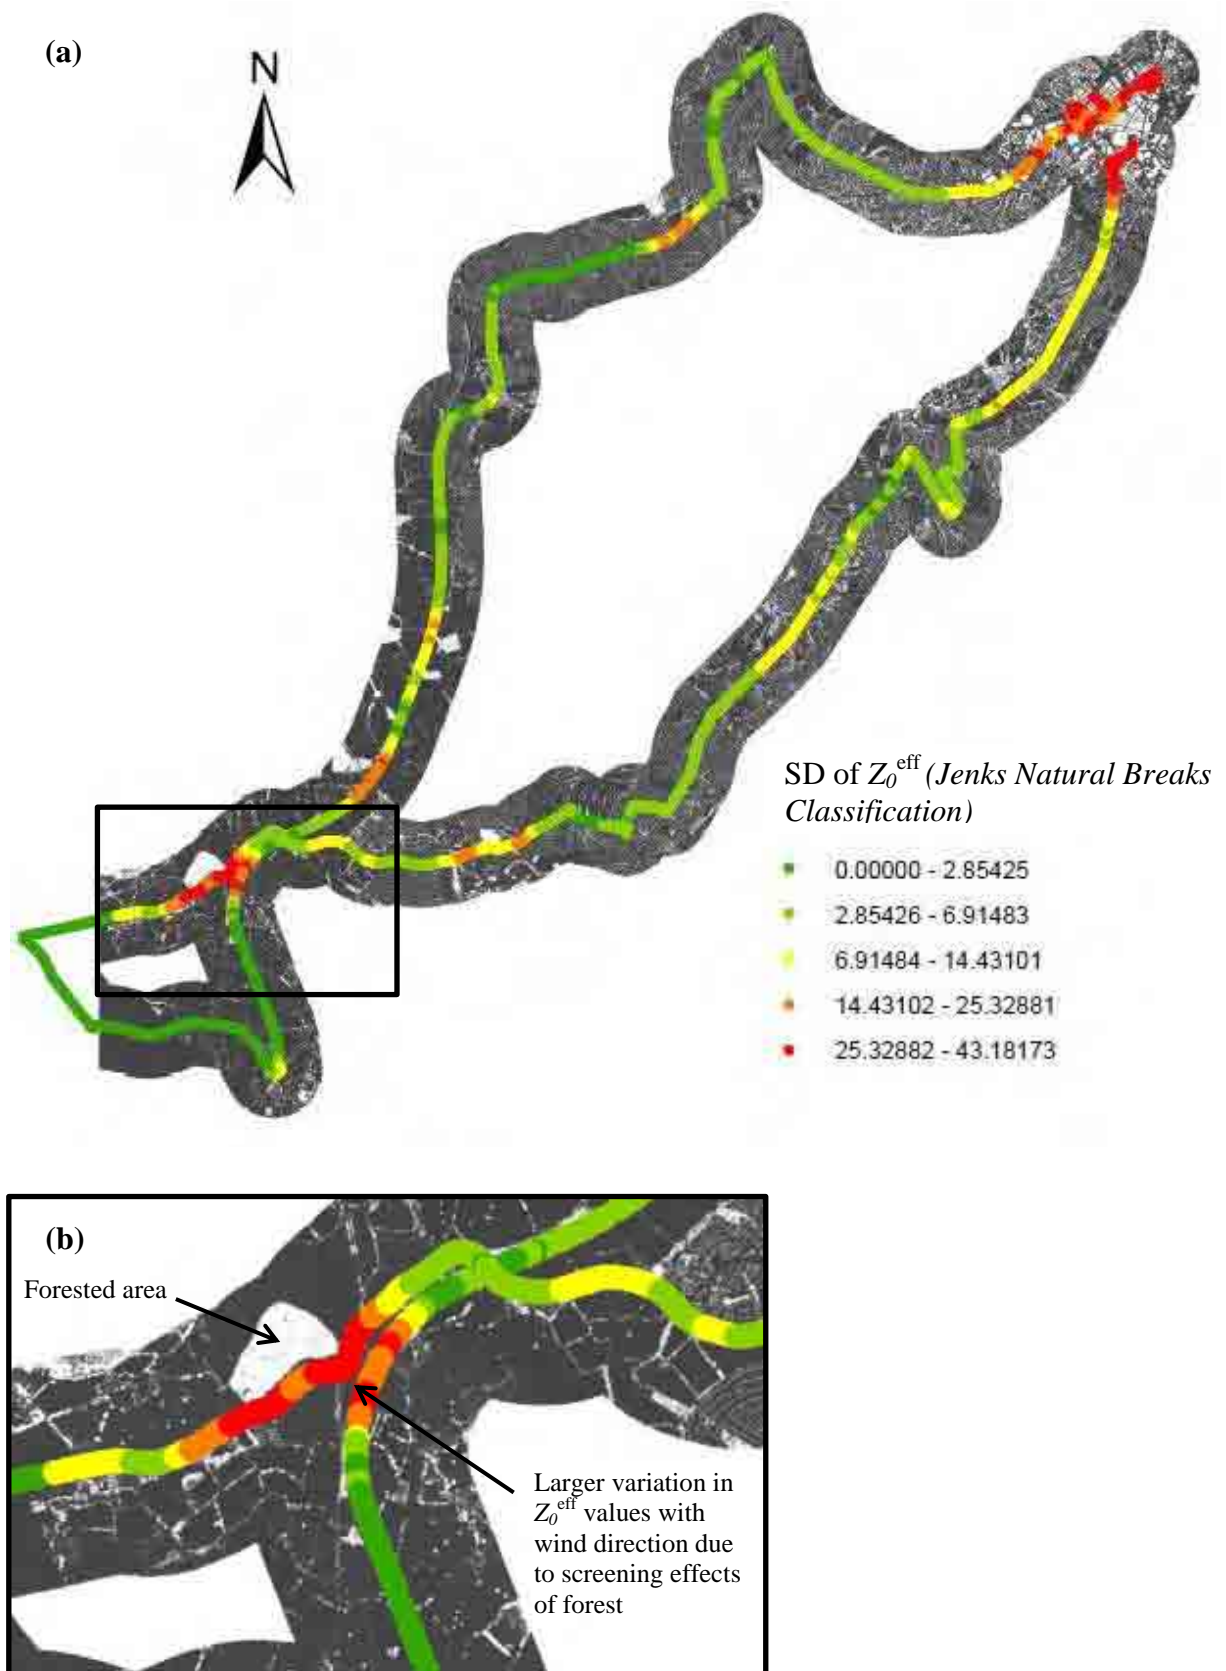 (a)
N
SD of Z₀ᵉᶠᶠ (Jenks Natural Breaks
Classification)
0.00000 - 2.85425
2.85426 - 6.91483
6.91484 - 14.43101
14.43102 - 25.32881
25.32882 - 43.18173
(b)
Forested area
Larger variation in
Z₀ᵉᶠᶠ values with
wind direction due
to screening effects
of forest